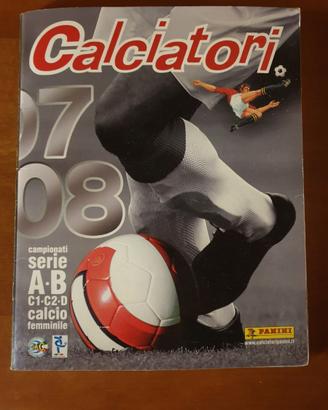 Calciatori
07
08
campionati
serie
A•B
C1•C2•D
calcio
femminile
PANINI
www.calciatoripanini.it